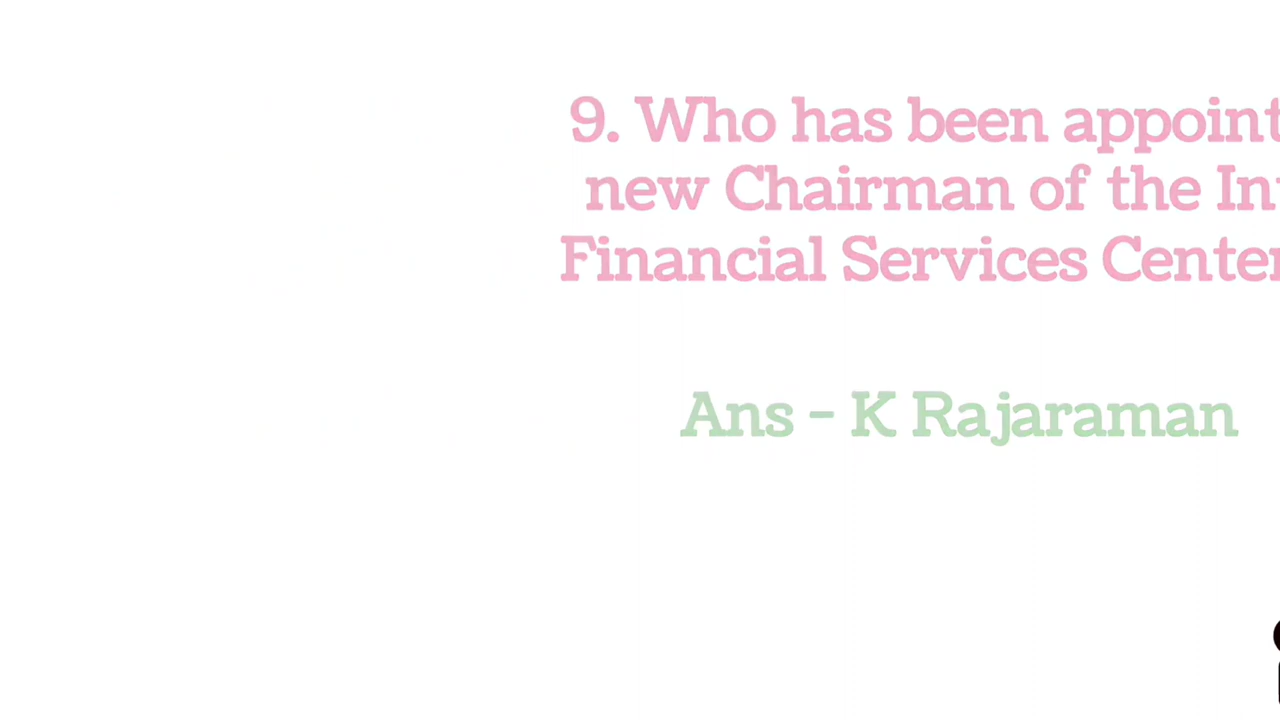 9. Who has been appoint
new Chairman of the In
Financial Services Center
Ans - K Rajaraman